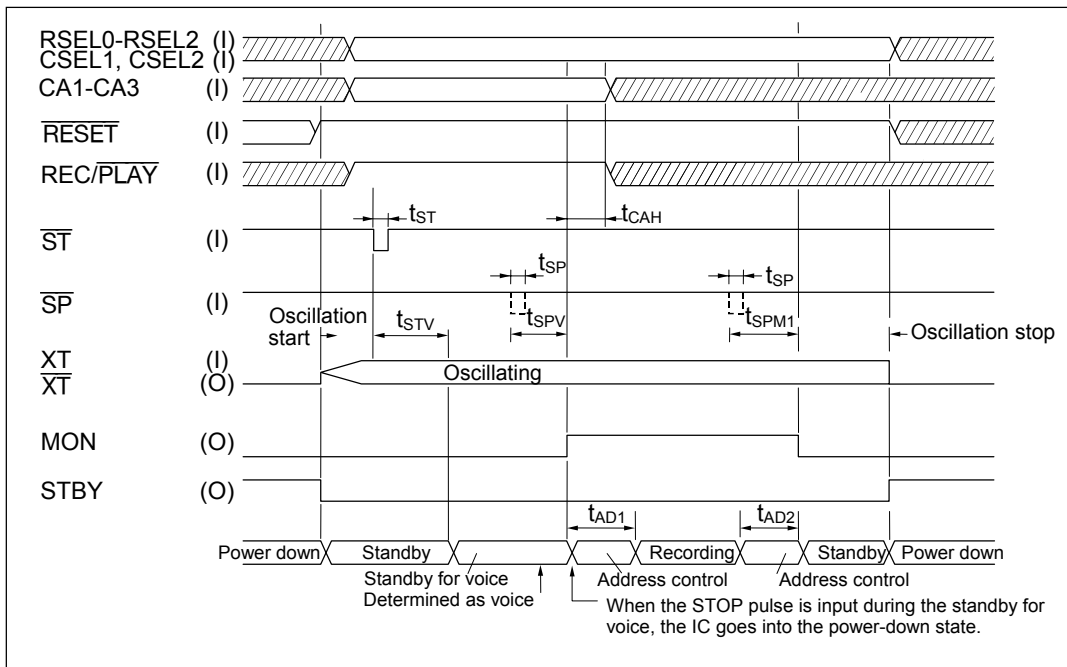 RSEL0-RSEL2 (I)
CSEL1, CSEL2 (I)
CA1-CA3 (I)
RESET (I)
REC/PLAY (I)
tST
tCAH
ST (I)
tSP
tSP
SP (I)
Oscillation
start
tSTV
tSPV
tSPM1
Oscillation stop
XT (I)
XT (O)
Oscillating
MON (O)
STBY (O)
tAD1
tAD2
Power down
Standby
Recording
Standby
Power down
Standby for voice
Address control
Address control
Determined as voice
When the STOP pulse is input during the standby for
voice, the IC goes into the power-down state.